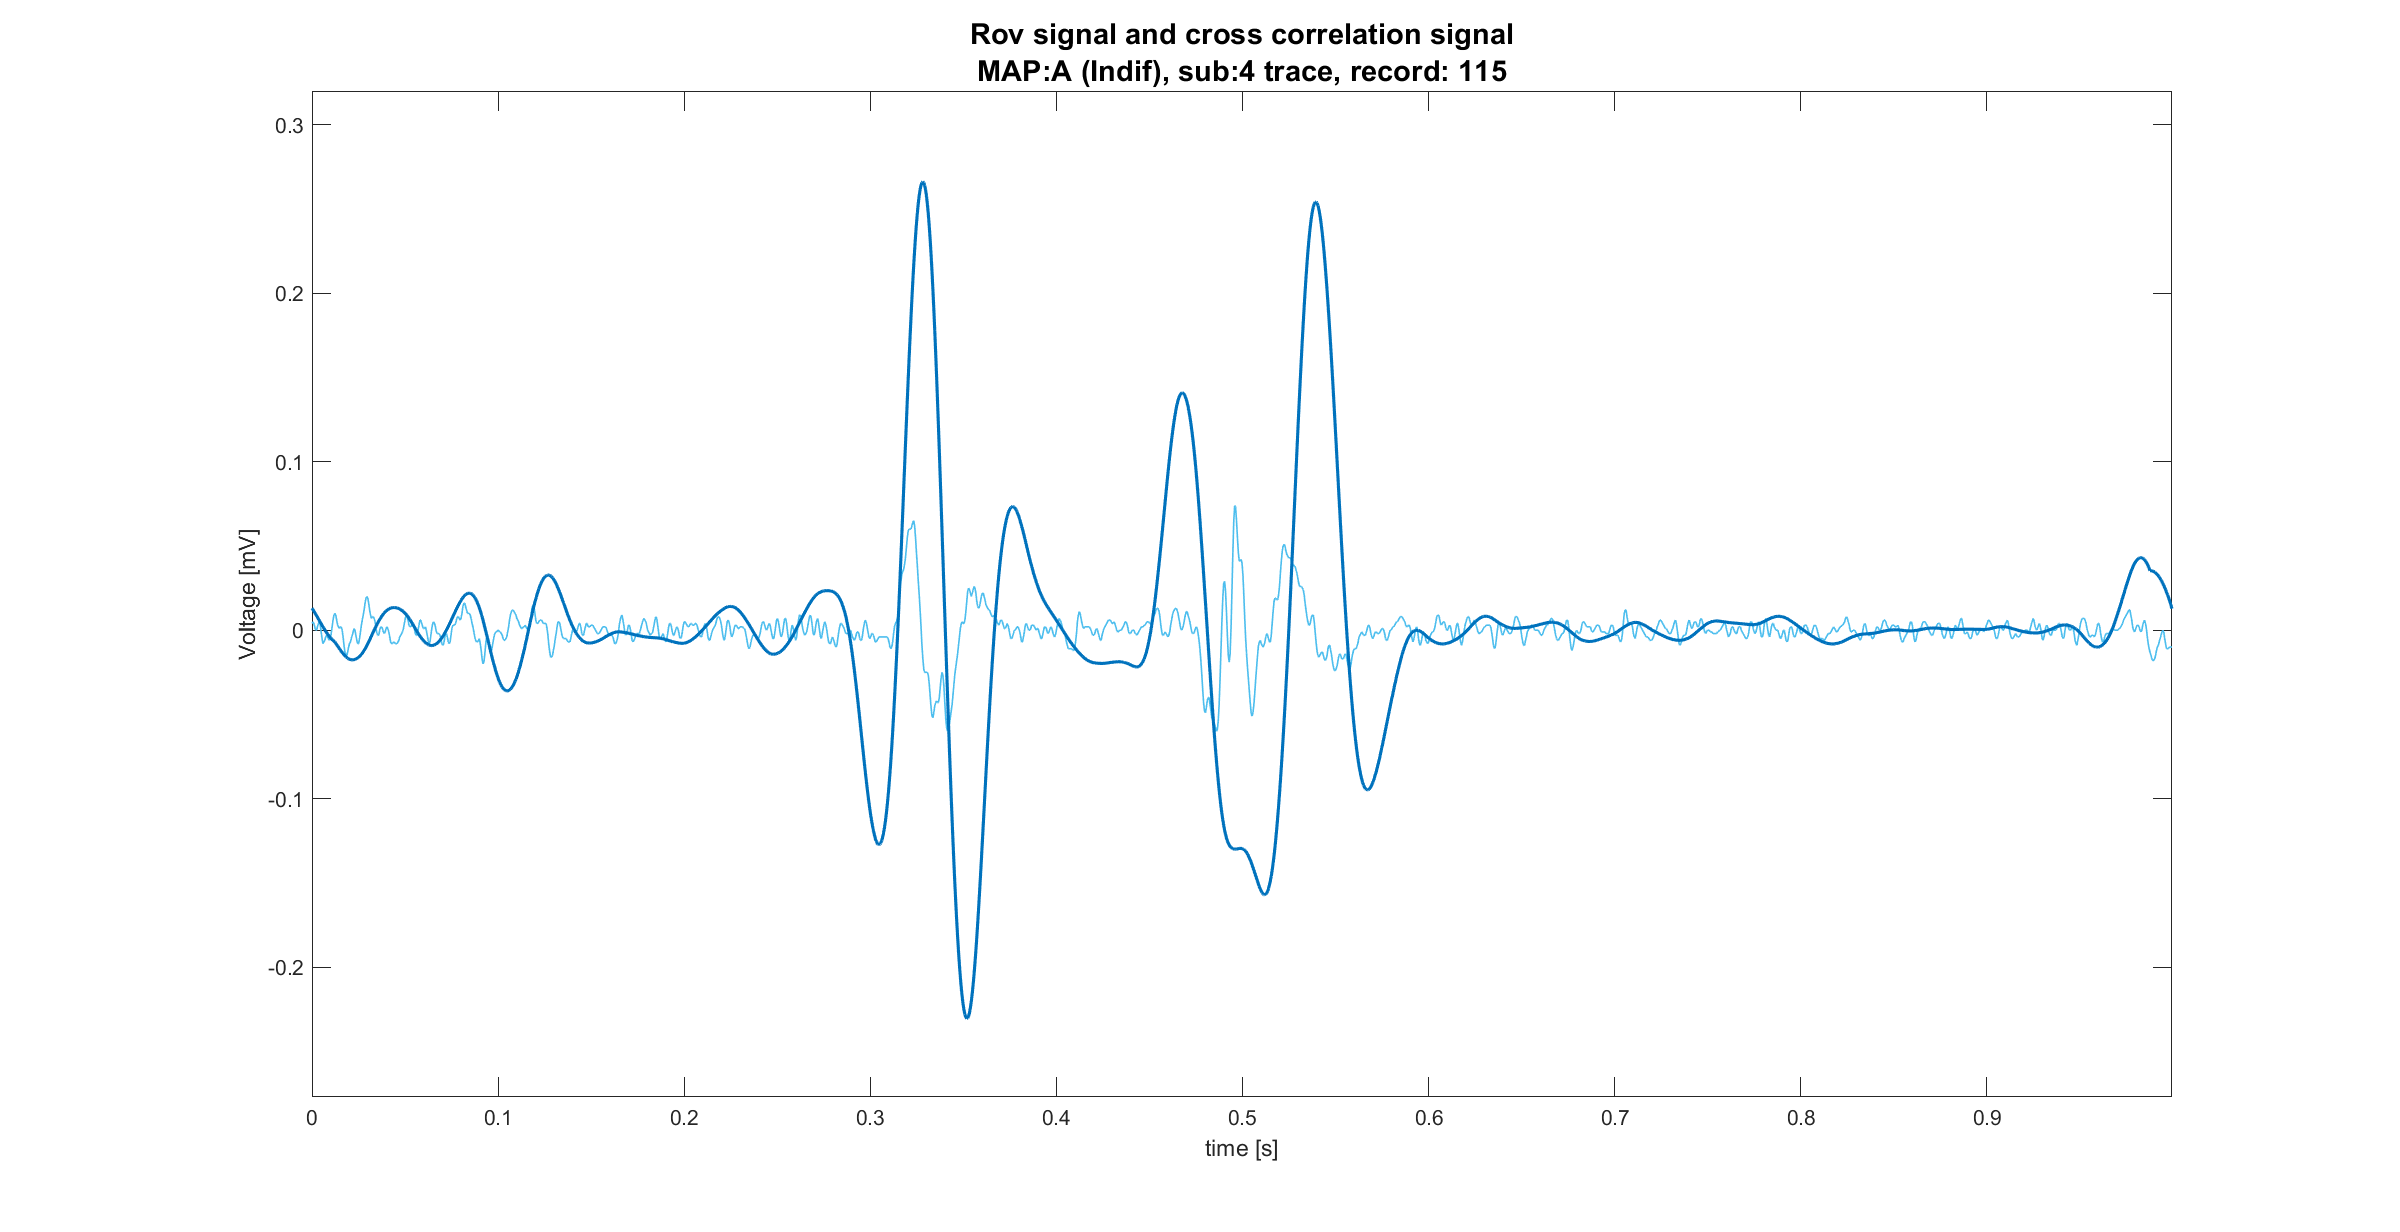 Rov signal and cross correlation signal
MAP:A (Indif), sub:4 trace, record: 115
0.3
0.2
0.1
0
-0.1
-0.2
Voltage [mV]
0 0.1 0.2 0.3 0.4 0.5 0.6 0.7 0.8 0.9
time [s]